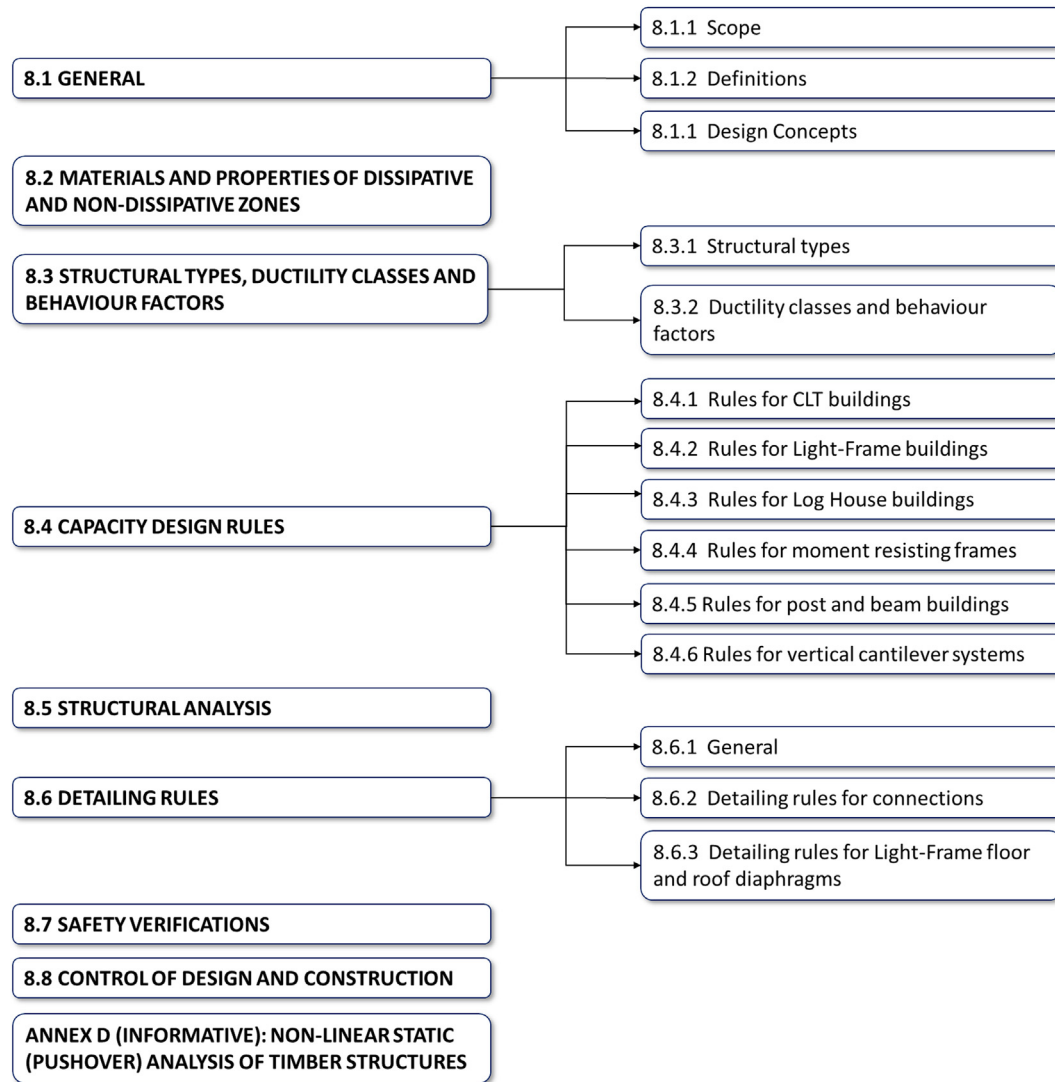 8.1 GENERAL
8.1.1 Scope
8.1.2 Definitions
8.1.1 Design Concepts
8.2 MATERIALS AND PROPERTIES OF DISSIPATIVE
AND NON-DISSIPATIVE ZONES
8.3 STRUCTURAL TYPES, DUCTILITY CLASSES AND
BEHAVIOUR FACTORS
8.3.1 Structural types
8.3.2 Ductility classes and behaviour
factors
8.4 CAPACITY DESIGN RULES
8.4.1 Rules for CLT buildings
8.4.2 Rules for Light-Frame buildings
8.4.3 Rules for Log House buildings
8.4.4 Rules for moment resisting frames
8.4.5 Rules for post and beam buildings
8.4.6 Rules for vertical cantilever systems
8.5 STRUCTURAL ANALYSIS
8.6 DETAILING RULES
8.6.1 General
8.6.2 Detailing rules for connections
8.6.3 Detailing rules for Light-Frame floor
and roof diaphragms
8.7 SAFETY VERIFICATIONS
8.8 CONTROL OF DESIGN AND CONSTRUCTION
ANNEX D (INFORMATIVE): NON-LINEAR STATIC
(PUSHOVER) ANALYSIS OF TIMBER STRUCTURES